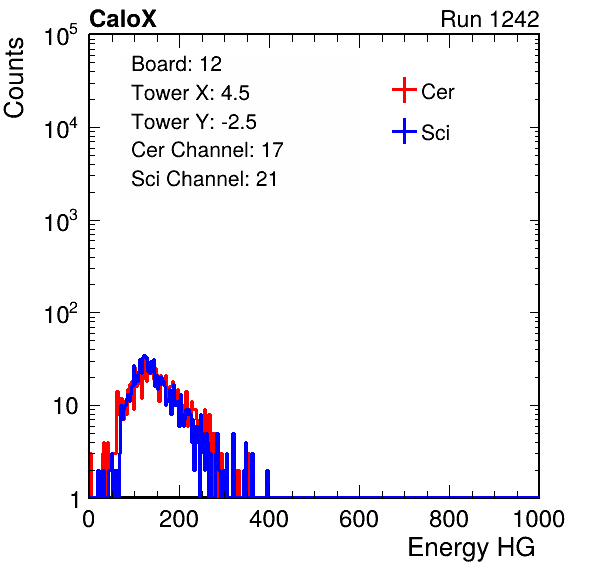 CaloX Run 1242
Counts
Board: 12
Tower X: 4.5
Tower Y: -2.5
Cer Channel: 17
Sci Channel: 21
Cer
Sci
10^5
10^4
10^3
10^2
10
1
0 200 400 600 800 1000
Energy HG